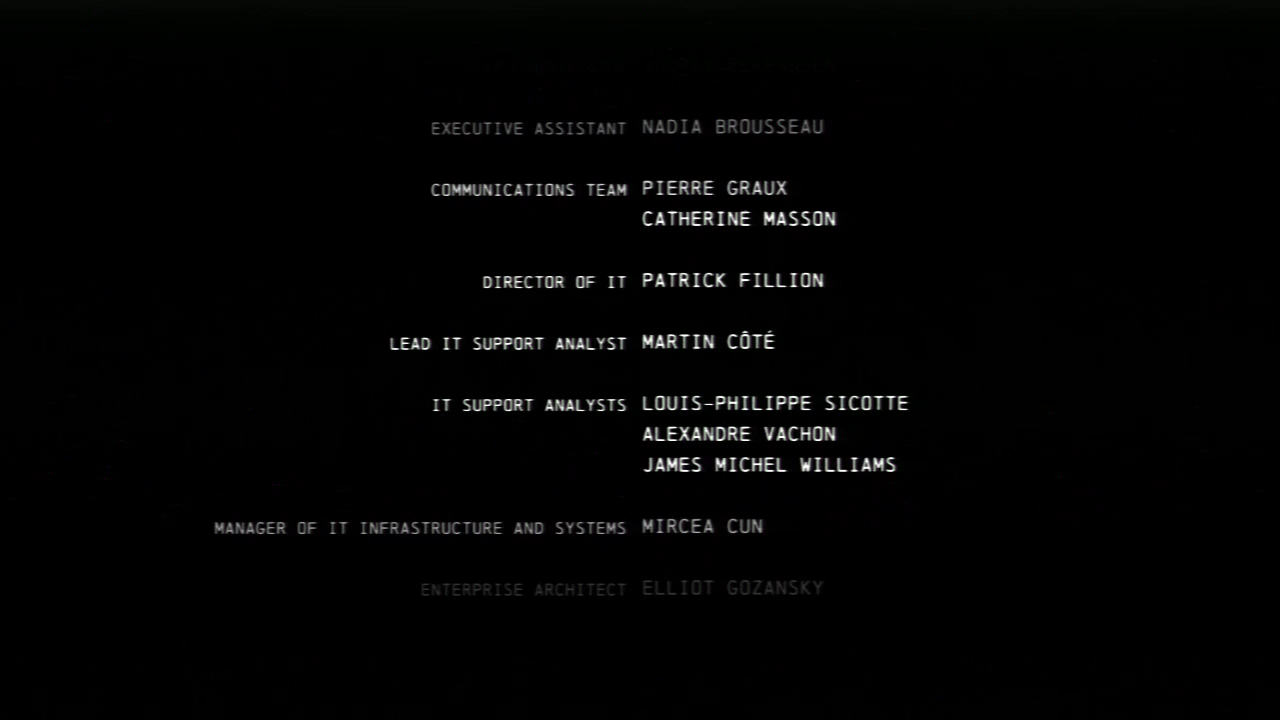 EXECUTIVE ASSISTANT NADIA BROUSSEAU
COMMUNICATIONS TEAM PIERRE GRAUX
CATHERINE MASSON
DIRECTOR OF IT PATRICK FILLION
LEAD IT SUPPORT ANALYST MARTIN CÔTÉ
IT SUPPORT ANALYSTS LOUIS-PHILIPPE SICOTTE
ALEXANDRE VACHON
JAMES MICHEL WILLIAMS
MANAGER OF IT INFRASTRUCTURE AND SYSTEMS MIRCEA CUN
ENTERPRISE ARCHITECT ELLIOT GOZANSKY